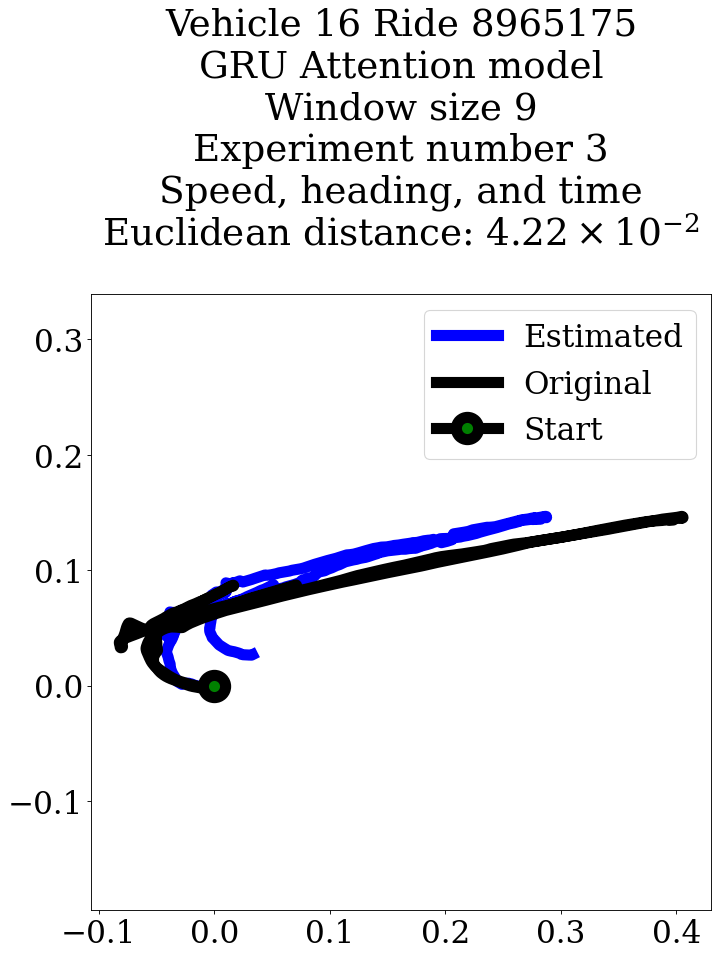 Vehicle 16 Ride 8965175
GRU Attention model
Window size 9
Experiment number 3
Speed, heading, and time
Euclidean distance: 4.22 × 10⁻²
Estimated
Original
Start
0.3
0.2
0.1
0.0
−0.1
−0.1 0.0 0.1 0.2 0.3 0.4